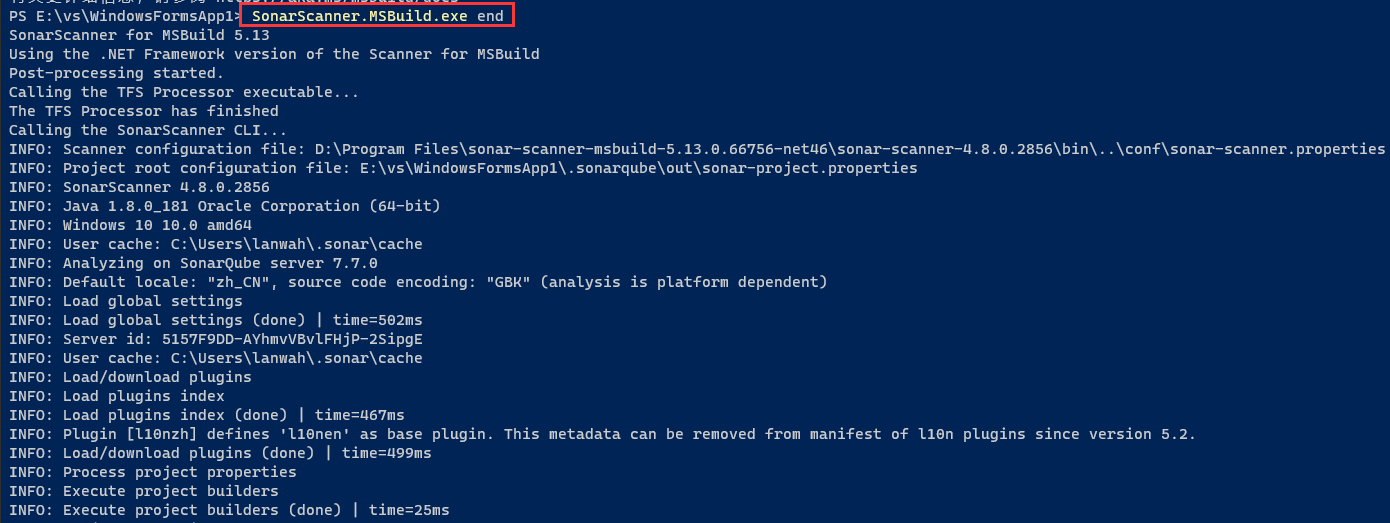 PS E:\vs\WindowsFormsApp1> SonarScanner.MSBuild.exe end
SonarScanner for MSBuild 5.13
Using the .NET Framework version of the Scanner for MSBuild
Post-processing started.
Calling the TFS Processor executable...
The TFS Processor has finished
Calling the SonarScanner CLI...
INFO: Scanner configuration file: D:\Program Files\sonar-scanner-msbuild-5.13.0.66756-net46\sonar-scanner-4.8.0.2856\bin\..\conf\sonar-scanner.properties
INFO: Project root configuration file: E:\vs\WindowsFormsApp1\.sonarqube\out\sonar-project.properties
INFO: SonarScanner 4.8.0.2856
INFO: Java 1.8.0_181 Oracle Corporation (64-bit)
INFO: Windows 10 10.0 amd64
INFO: User cache: C:\Users\lanwah\.sonar\cache
INFO: Analyzing on SonarQube server 7.7.0
INFO: Default locale: "zh_CN", source code encoding: "GBK" (analysis is platform dependent)
INFO: Load global settings
INFO: Load global settings (done) | time=502ms
INFO: Server id: 5157F9DD-AYhmvVBvlFHjP-2SipgE
INFO: User cache: C:\Users\lanwah\.sonar\cache
INFO: Load/download plugins
INFO: Load plugins index
INFO: Load plugins index (done) | time=467ms
INFO: Plugin [l10nzh] defines 'l10nen' as base plugin. This metadata can be removed from manifest of l10n plugins since version 5.2.
INFO: Load/download plugins (done) | time=499ms
INFO: Process project properties
INFO: Execute project builders
INFO: Execute project builders (done) | time=25ms